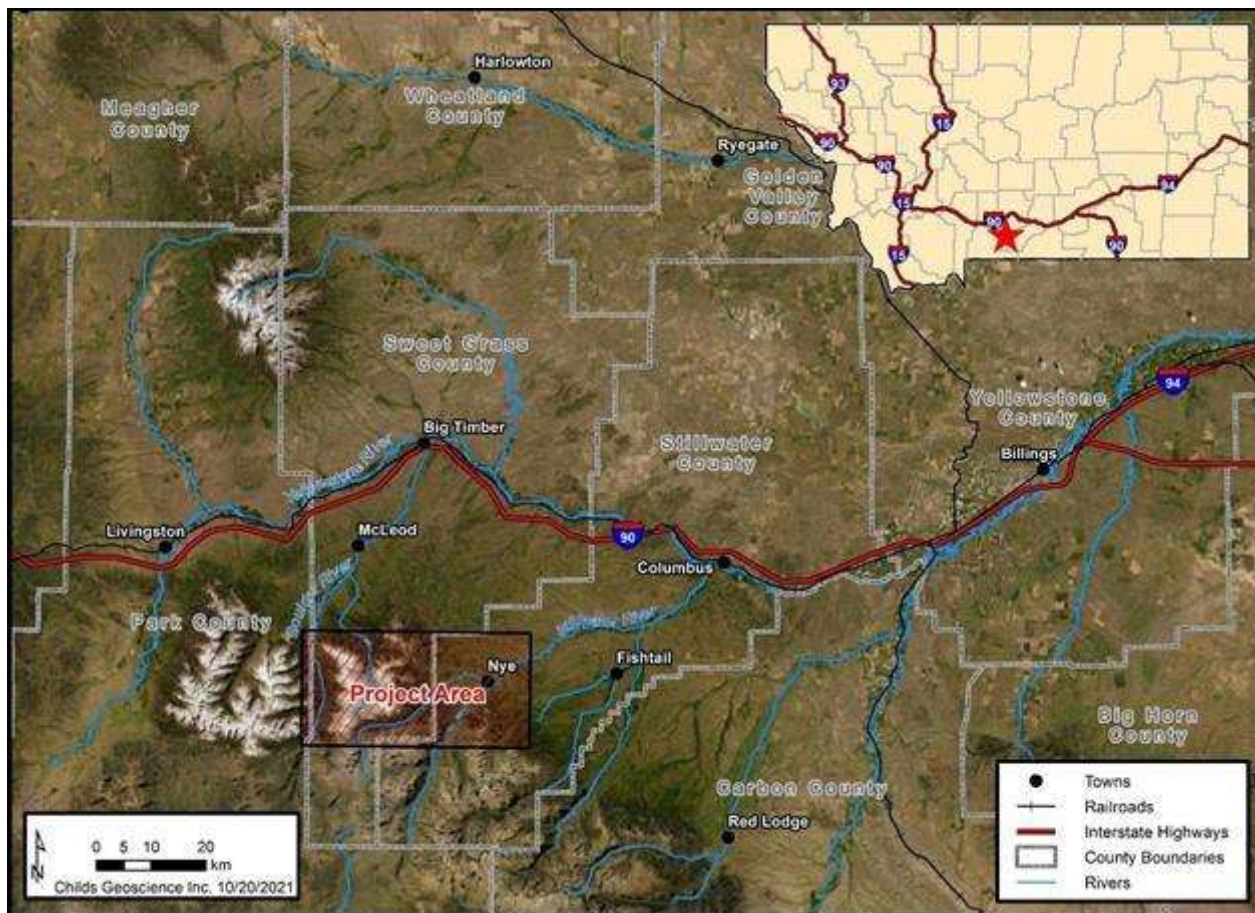 Harlowton
Meagher
County
Wheatland
County
Ryegate
Golden
Valley
County
93
15
90
90
15
90
94
15
90
Sweet Grass
County
Yellowstone
County
94
Big Timber
Stillwater
County
Billings
Livingston
McLeod
90
Columbus
Boulder River
Park County
Nye
Fishtail
Project Area
Big Horn
County
Carbon County
Red Lodge
0 5 10 20
km
N
Childs Geoscience Inc. 10/20/2021
Towns
Railroads
Interstate Highways
County Boundaries
Rivers